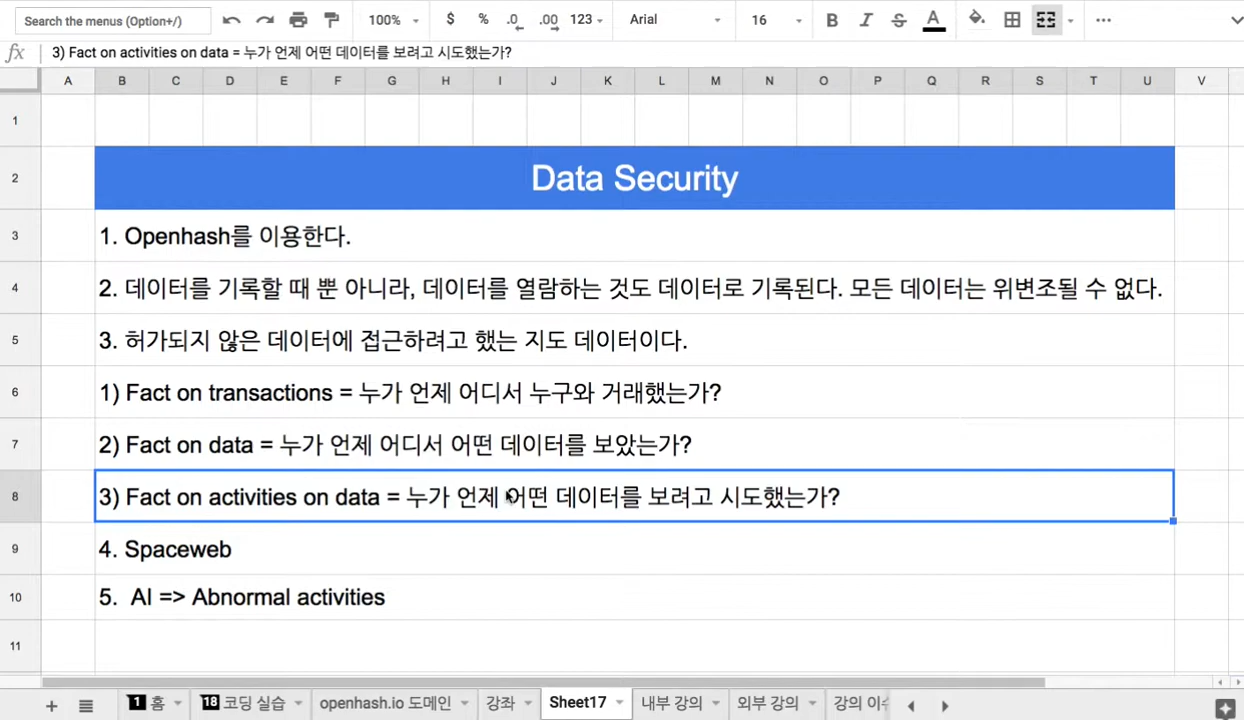 Search the menus (Option+/) 100% $ % .0 .00 123 Arial 16 B I S A
fx 3) Fact on activities on data = 누가 언제 어떤 데이터를 보려고 시도했는가?
A B C D E F G H I J K L M N O P Q R S T U V
1
2 Data Security
3 1. Openhash를 이용한다.
4 2. 데이터를 기록할 때 뿐 아니라, 데이터를 열람하는 것도 데이터로 기록된다. 모든 데이터는 위변조될 수 없다.
5 3. 허가되지 않은 데이터에 접근하려고 했는 지도 데이터이다.
6 1) Fact on transactions = 누가 언제 어디서 누구와 거래했는가?
7 2) Fact on data = 누가 언제 어디서 어떤 데이터를 보았는가?
8 3) Fact on activities on data = 누가 언제 어떤 데이터를 보려고 시도했는가?
9 4. Spaceweb
10 5. AI => Abnormal activities
11
1 홈 18 코딩 실습 openhash.io 도메인 강좌 Sheet17 내부 강의 외부 강의 강의 이수